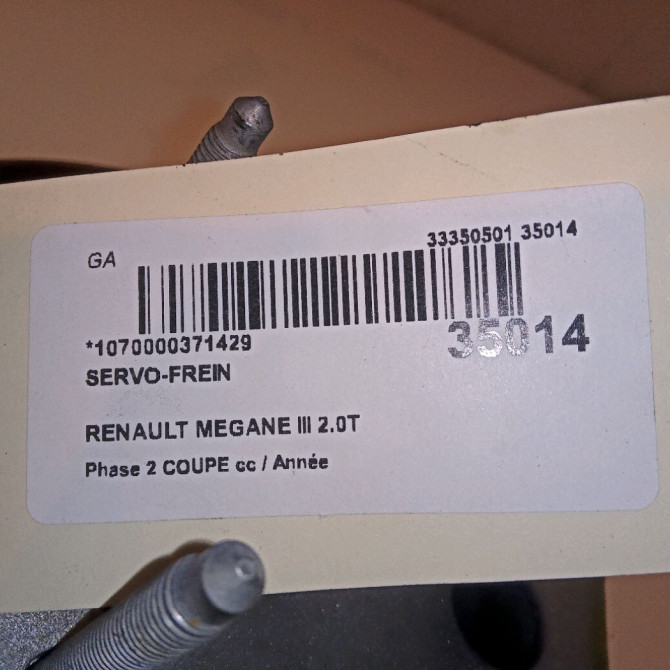 GA
33350501 35014
*1070000371429
35014
SERVO-FREIN
RENAULT MEGANE III 2.0T
Phase 2 COUPE cc / Année